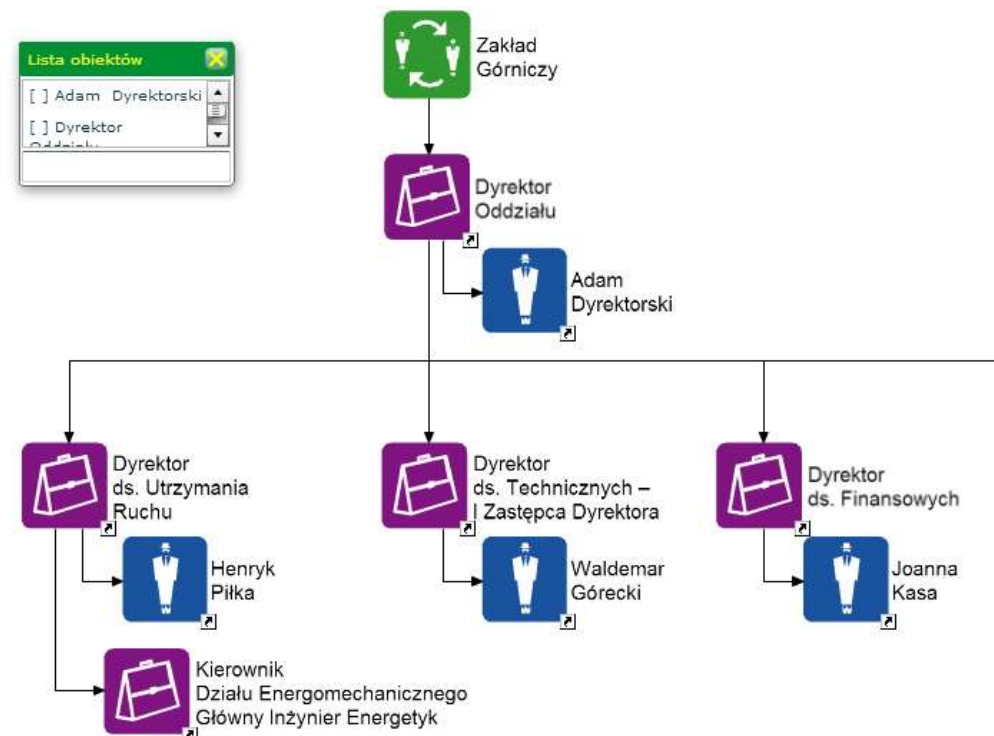 Lista obiektów
[ ] Adam Dyrektorski
[ ] Dyrektor
Oddziału
Zakład
Górniczy
Dyrektor
Oddziału
Adam
Dyrektorski
Dyrektor
ds. Utrzymania
Ruchu
Dyrektor
ds. Technicznych –
I Zastępca Dyrektora
Dyrektor
ds. Finansowych
Henryk
Piłka
Waldemar
Górecki
Joanna
Kasa
Kierownik
Działu Energomechanicznego
Główny Inżynier Energetyk